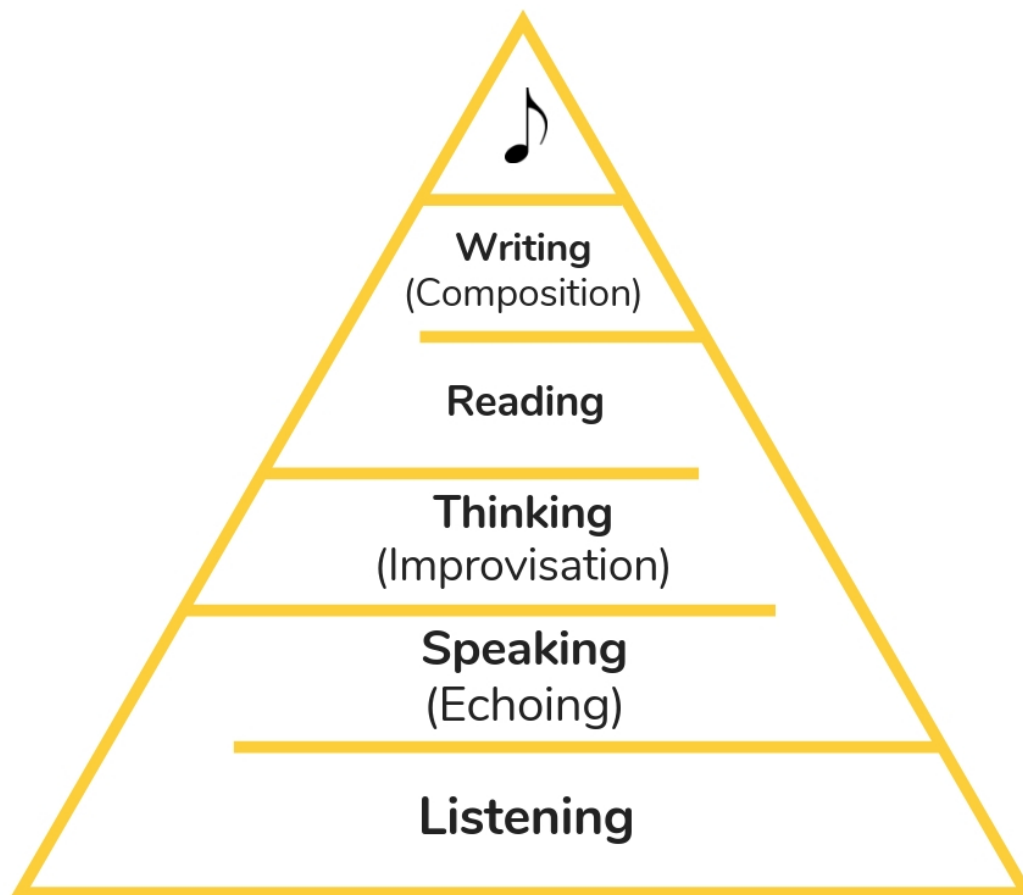 Writing
(Composition)
Reading
Thinking
(Improvisation)
Speaking
(Echoing)
Listening